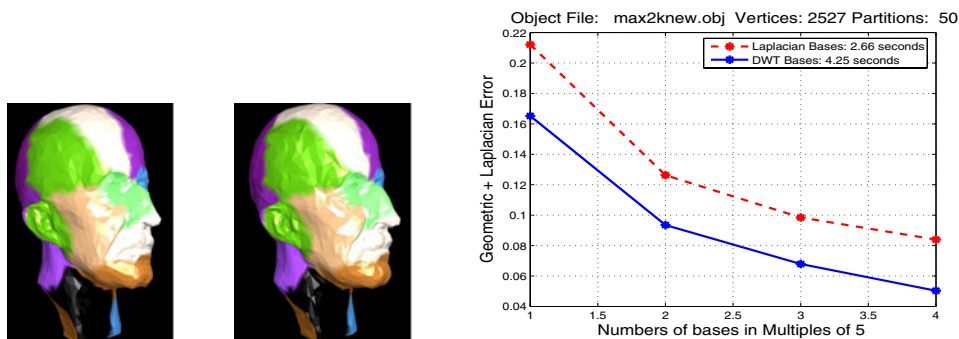 Object File: max2knew.obj Vertices: 2527 Partitions: 50
0.22
0.2
0.18
0.16
0.14
0.12
0.1
0.08
0.06
0.04
Geometric + Laplacian Error
Laplacian Bases: 2.66 seconds
DWT Bases: 4.25 seconds
1 1.5 2 2.5 3 3.5 4
Numbers of bases in Multiples of 5